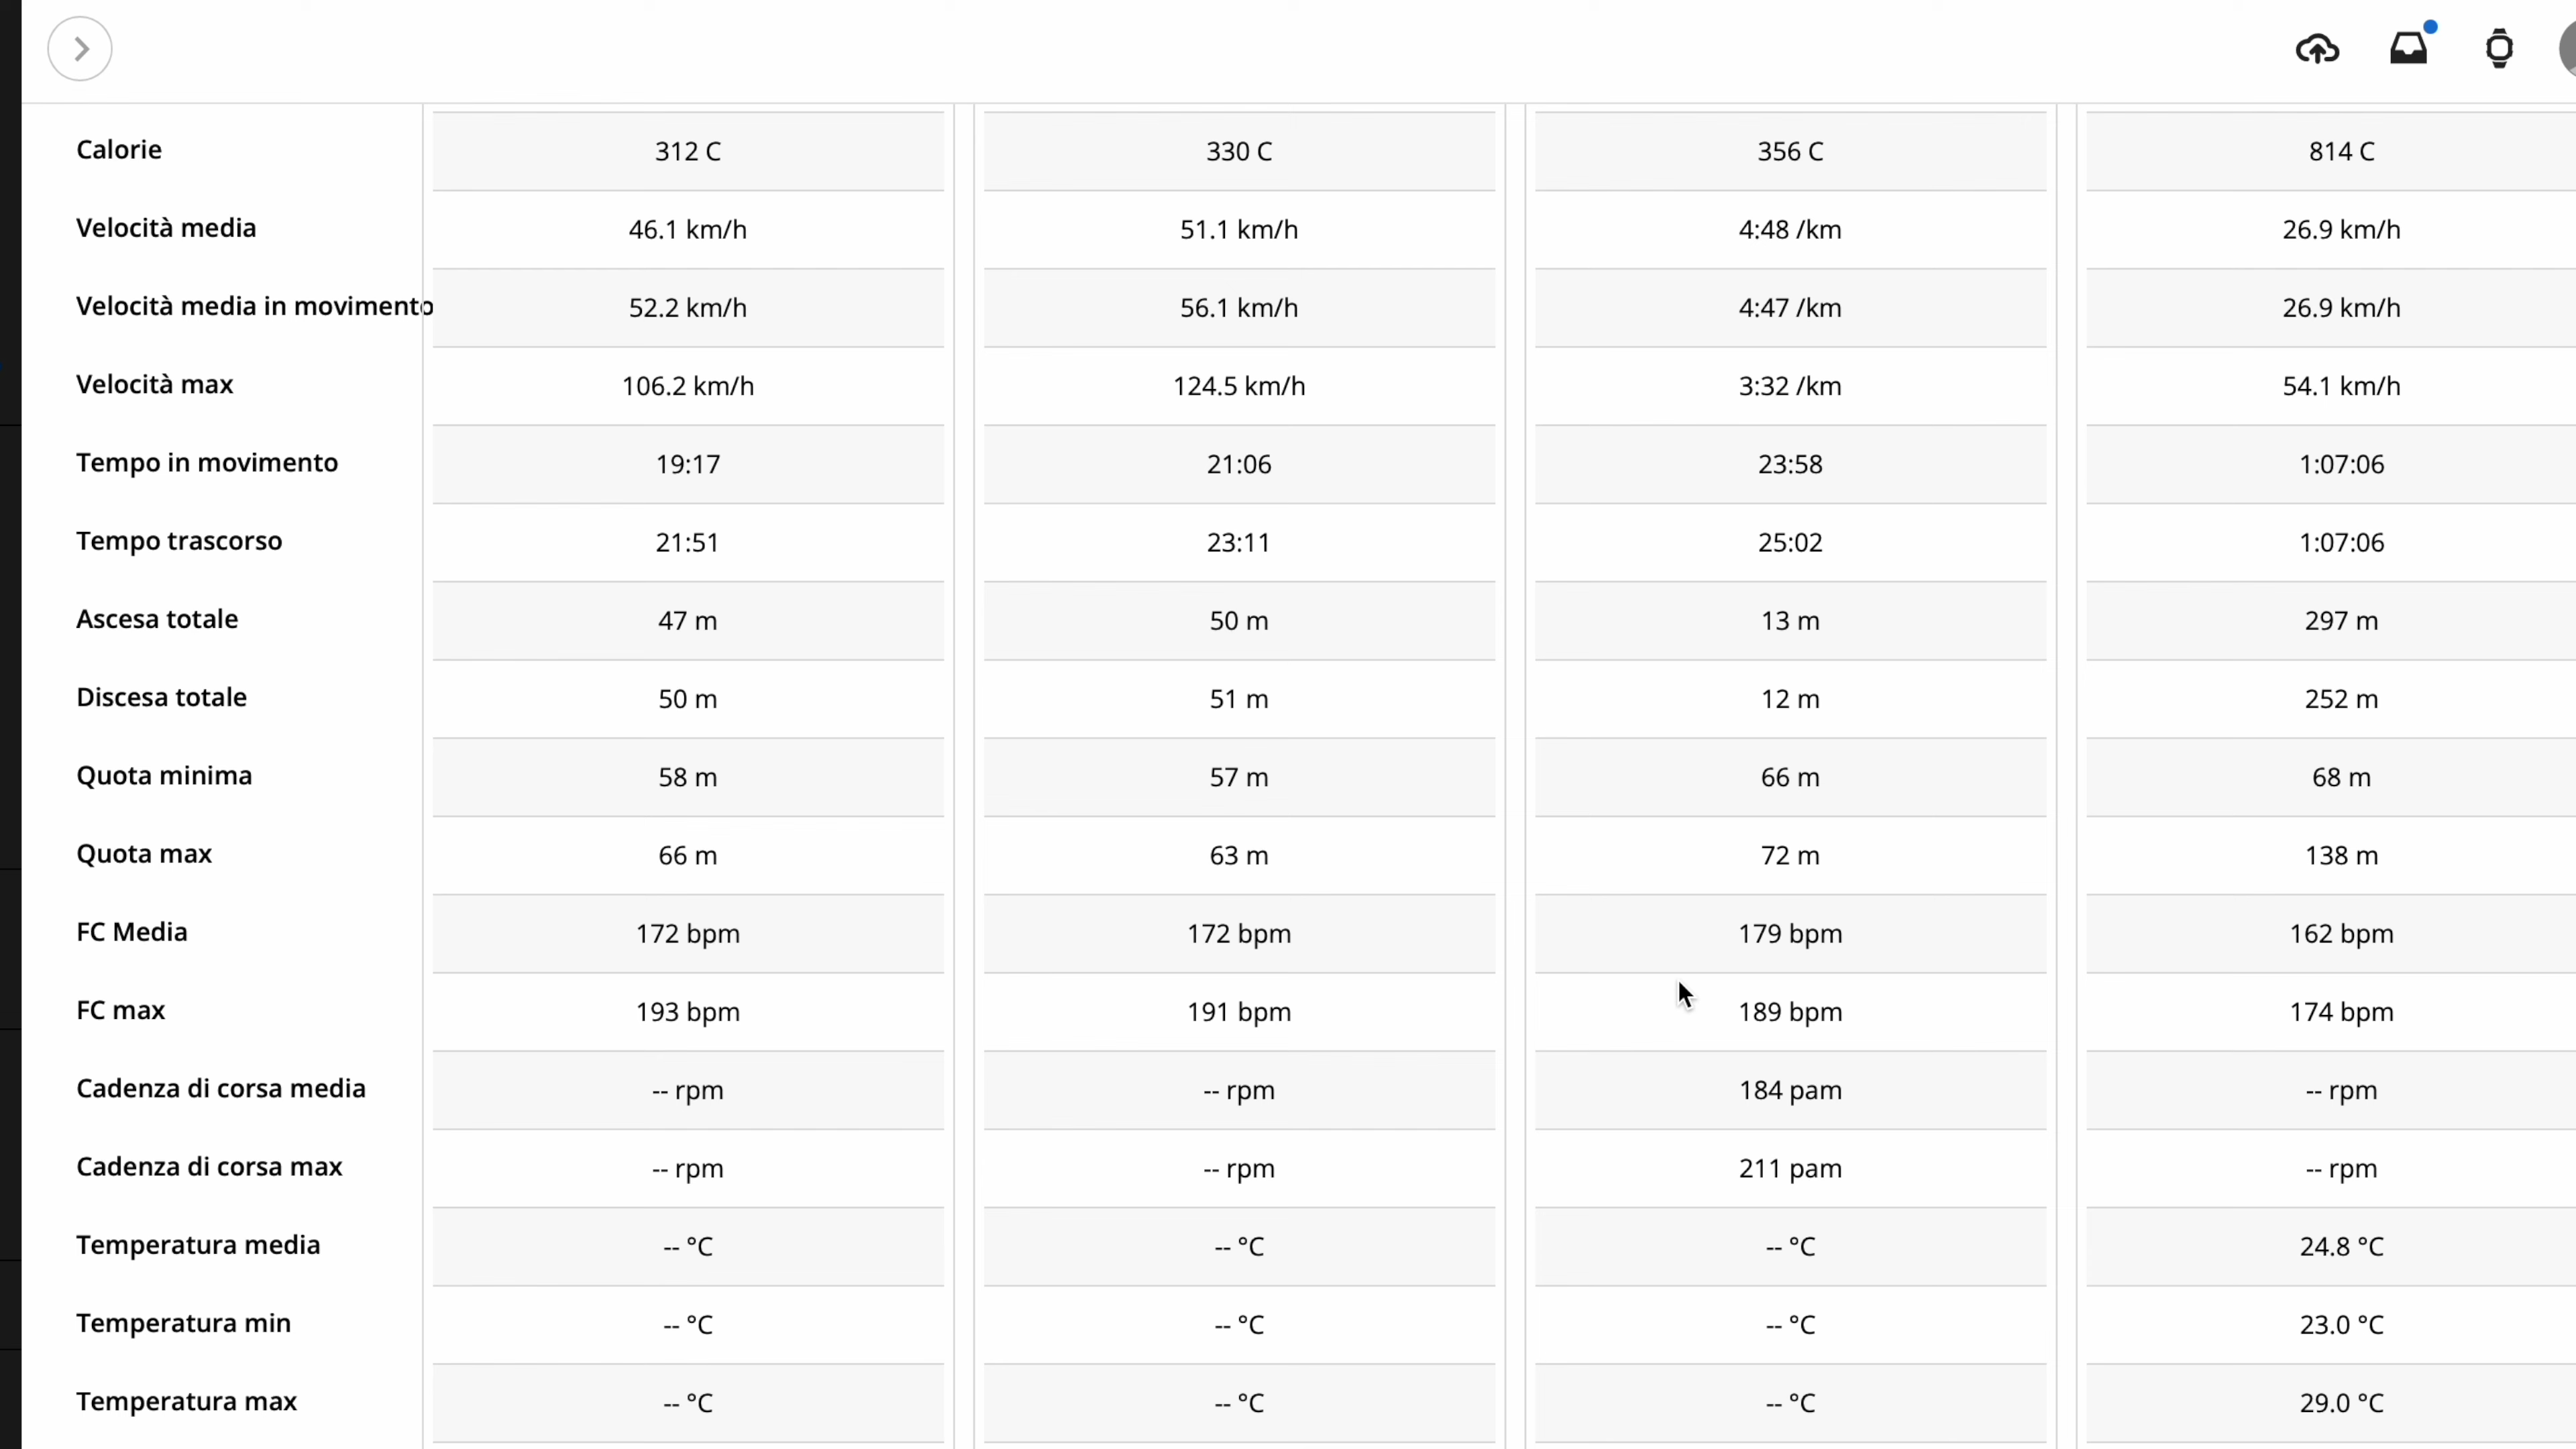 Calorie 312 C 330 C 356 C 814 C
Velocità media 46.1 km/h 51.1 km/h 4:48 /km 26.9 km/h
Velocità media in movimento 52.2 km/h 56.1 km/h 4:47 /km 26.9 km/h
Velocità max 106.2 km/h 124.5 km/h 3:32 /km 54.1 km/h
Tempo in movimento 19:17 21:06 23:58 1:07:06
Tempo trascorso 21:51 23:11 25:02 1:07:06
Ascesa totale 47 m 50 m 13 m 297 m
Discesa totale 50 m 51 m 12 m 252 m
Quota minima 58 m 57 m 66 m 68 m
Quota max 66 m 63 m 72 m 138 m
FC Media 172 bpm 172 bpm 179 bpm 162 bpm
FC max 193 bpm 191 bpm 189 bpm 174 bpm
Cadenza di corsa media -- rpm -- rpm 184 pam -- rpm
Cadenza di corsa max -- rpm -- rpm 211 pam -- rpm
Temperatura media -- °C -- °C -- °C 24.8 °C
Temperatura min -- °C -- °C -- °C 23.0 °C
Temperatura max -- °C -- °C -- °C 29.0 °C